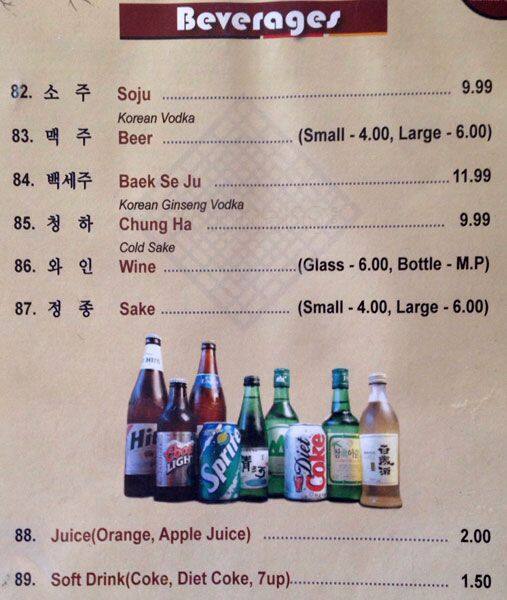 Beverages
82. 소 주 Soju 9.99
Korean Vodka
83. 맥 주 Beer (Small - 4.00, Large - 6.00)
84. 백세주 Baek Se Ju 11.99
Korean Ginseng Vodka
85. 청 하 Chung Ha 9.99
Cold Sake
86. 와 인 Wine (Glass - 6.00, Bottle - M.P)
87. 정 종 Sake (Small - 4.00, Large - 6.00)
Hite
Coors
LIGHT
Sprite
Diet
Coke
88. Juice(Orange, Apple Juice) 2.00
89. Soft Drink(Coke, Diet Coke, 7up) 1.50